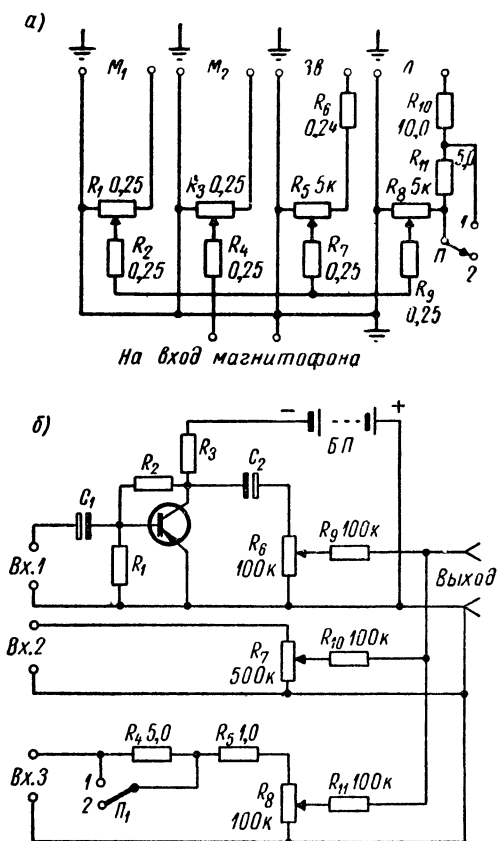 а)
М₁ М₂ ЗВ Л
R₆ 0,24
R₁₀ 10,0
R₁₁ 5,0
R₁ 0,25
R₃ 0,25
R₅ 5к
R₈ 5к
1
П
2
R₂ 0,25
R₄ 0,25
R₇ 0,25
R₉ 0,25
На вход магнитофона
б)
− БП +
R₃
C₁ R₂ C₂
R₁
R₆ 100к
R₉ 100к
Вх.1
Выход
Вх.2
R₇ 500к
R₁₀ 100к
Вх.3
R₄ 5,0
R₅ 1,0
1
2 П₁
R₈ 100к
R₁₁ 100к